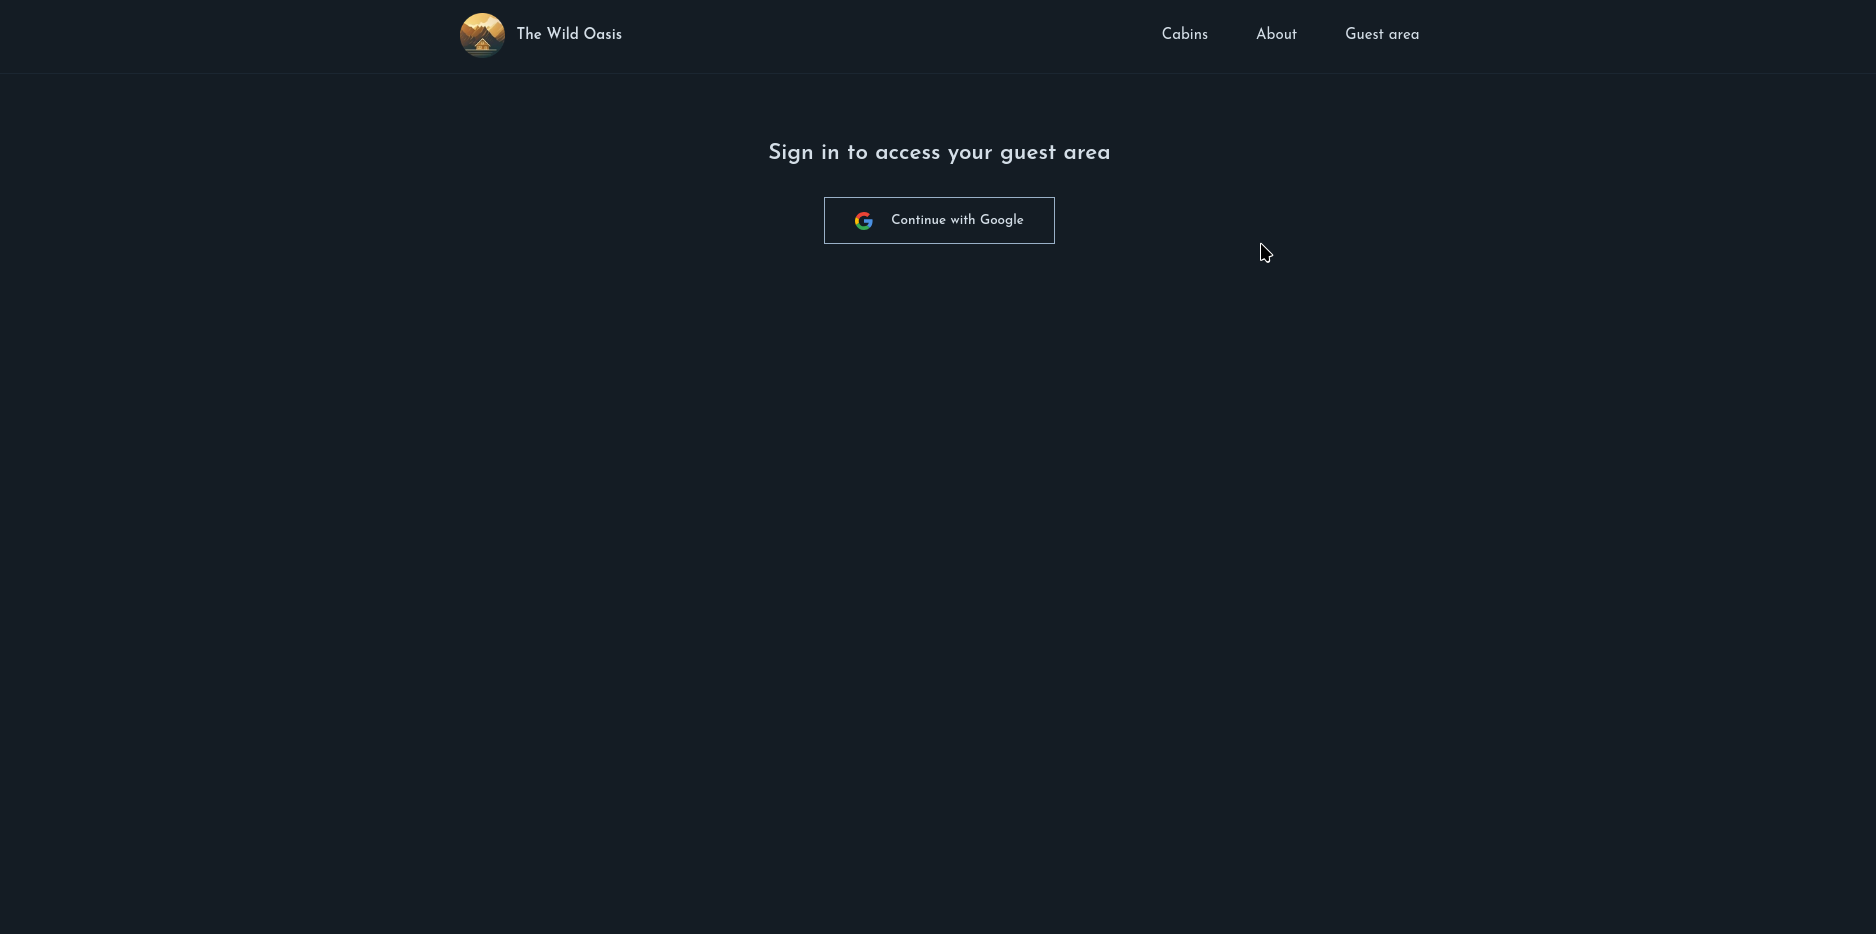 The Wild Oasis
Cabins About Guest area
Sign in to access your guest area
Continue with Google